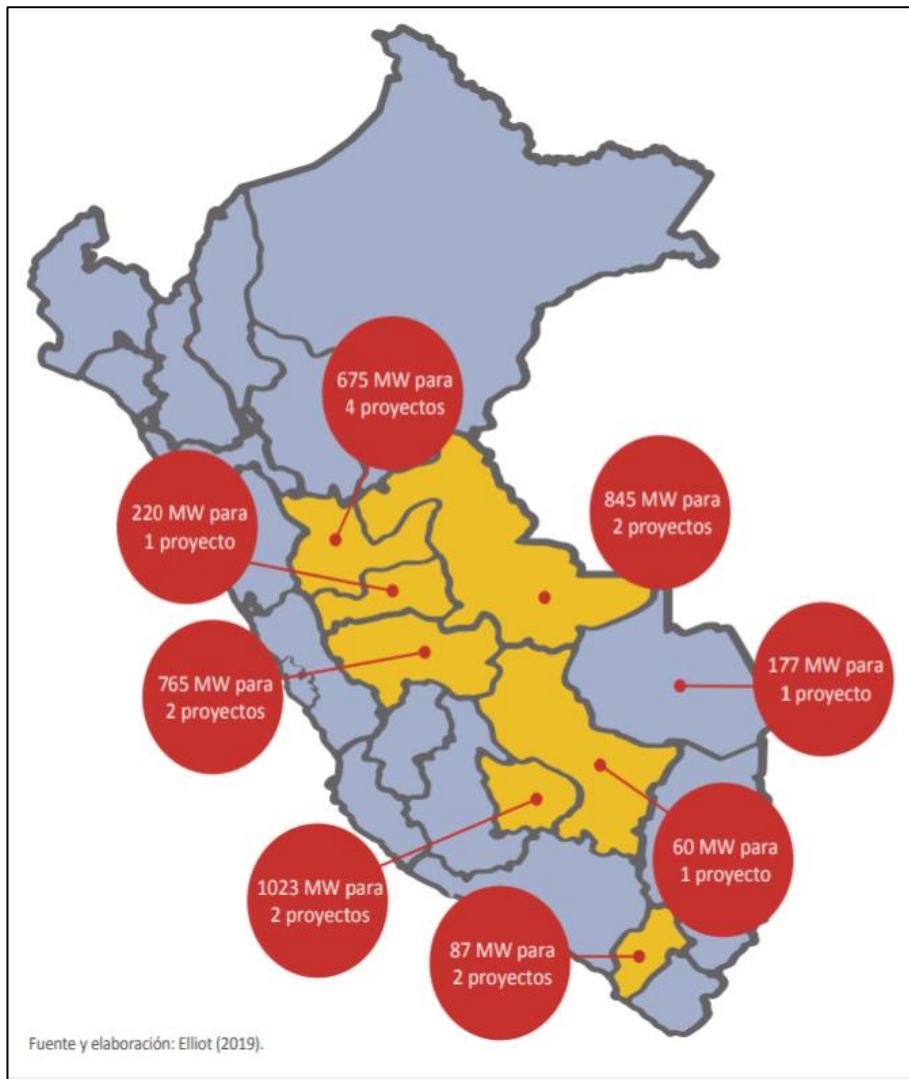 675 MW para
4 proyectos
220 MW para
1 proyecto
845 MW para
2 proyectos
765 MW para
2 proyectos
177 MW para
1 proyecto
1023 MW para
2 proyectos
60 MW para
1 proyecto
87 MW para
2 proyectos
Fuente y elaboración: Elliot (2019).